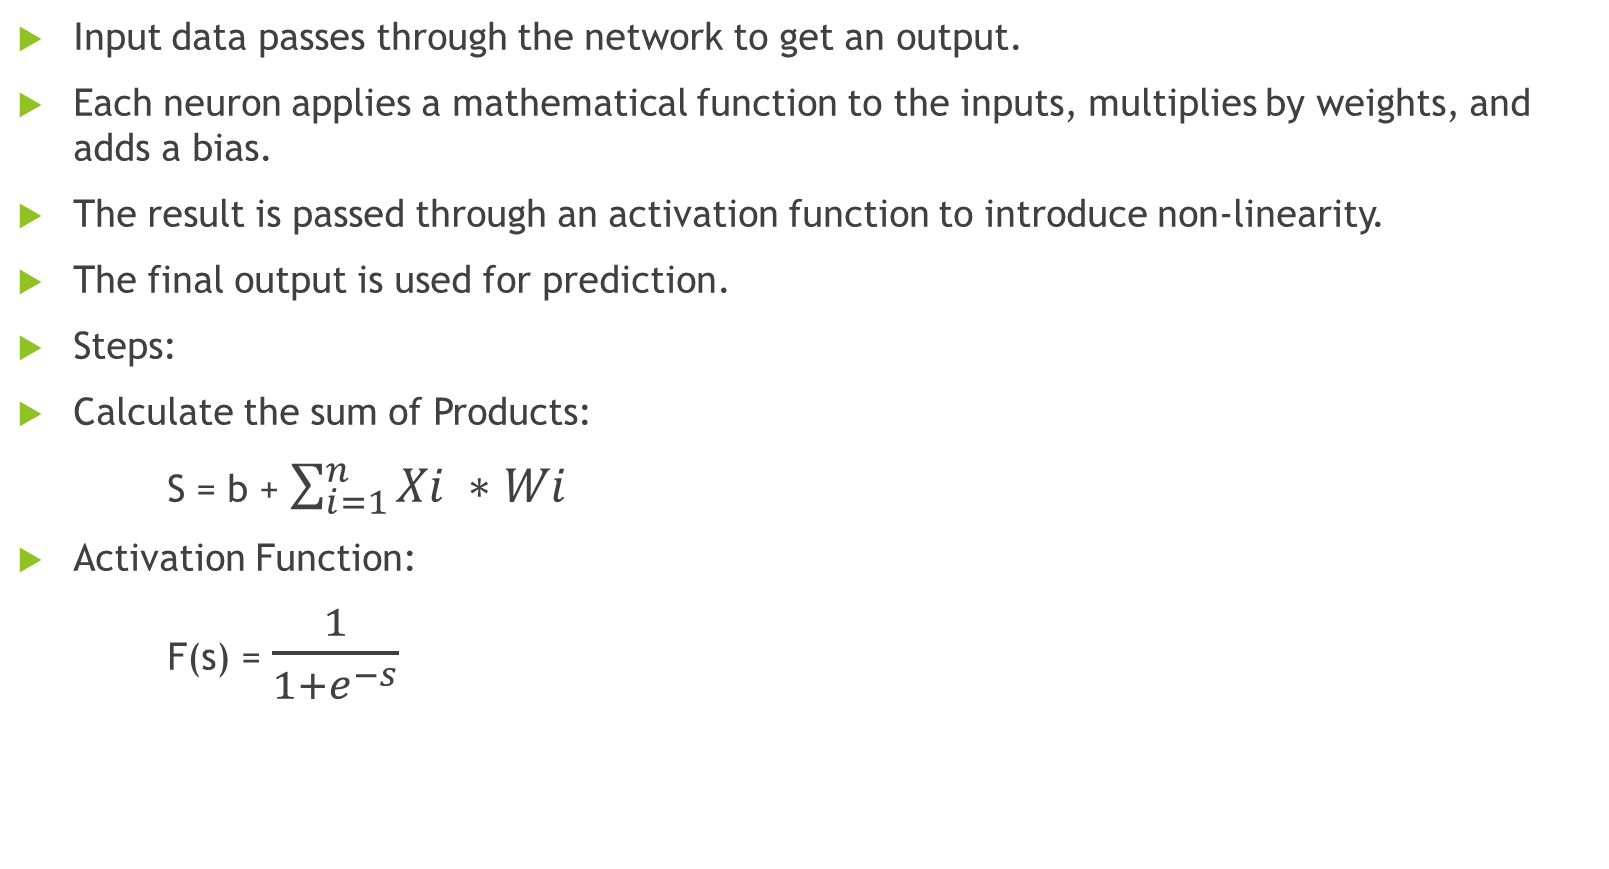 Input data passes through the network to get an output.
Each neuron applies a mathematical function to the inputs, multiplies by weights, and
adds a bias.
The result is passed through an activation function to introduce non-linearity.
The final output is used for prediction.
Steps:
Calculate the sum of Products:
S = b + ∑ⁿᵢ₌₁ Xi * Wi
Activation Function:
F(s) = 1 / 1+e⁻ˢ